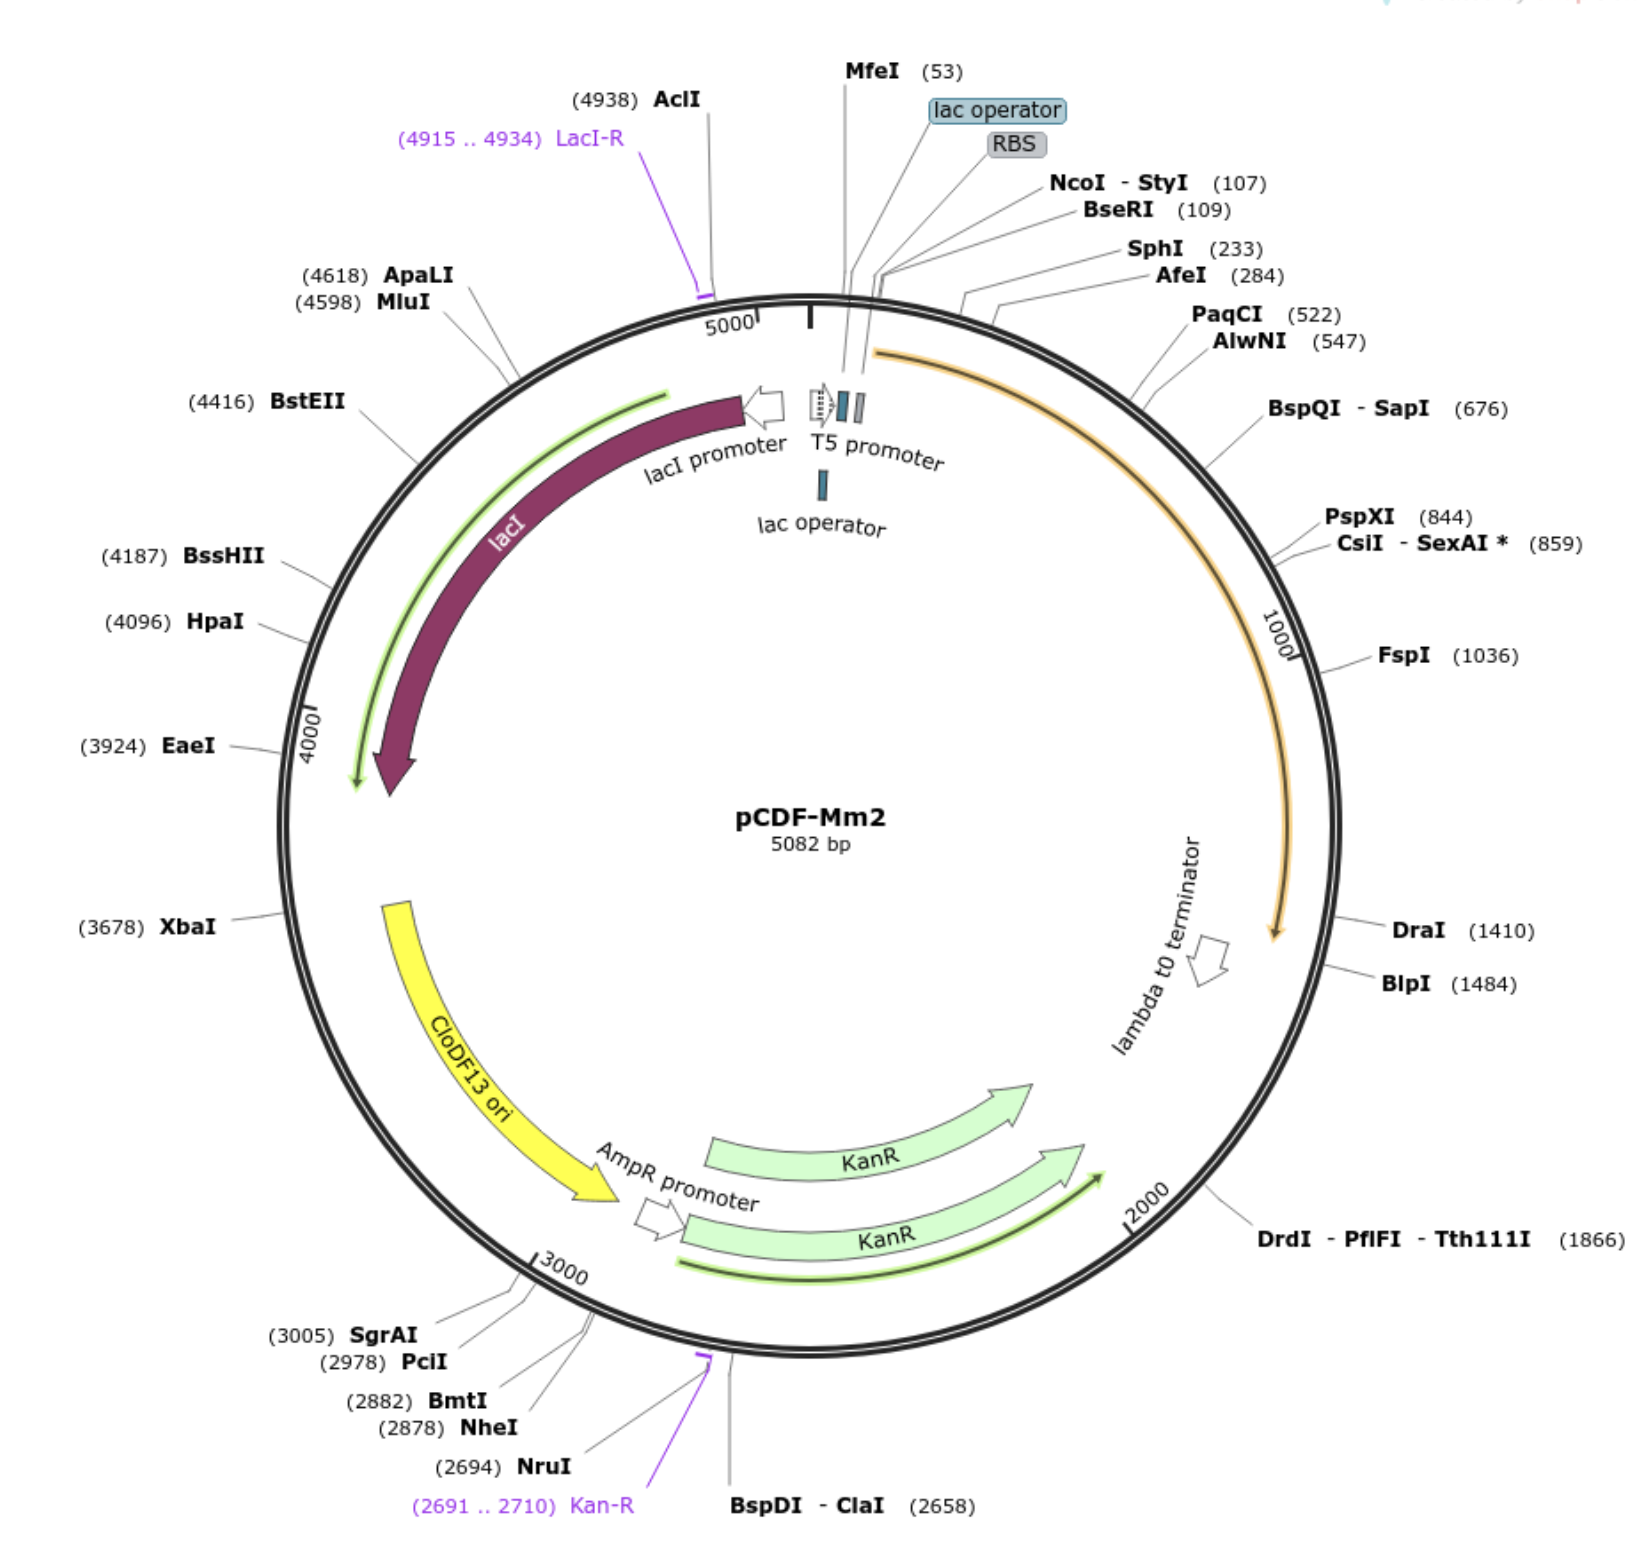 MfeI (53)
(4938) AclI
lac operator
(4915 .. 4934) LacI-R
RBS
NcoI - StyI (107)
BseRI (109)
SphI (233)
AfeI (284)
(4618) ApaLI
(4598) MluI
PaqCI (522)
AlwNI (547)
5000
(4416) BstEII
BspQI - SapI (676)
lacI promoter
T5 promoter
lac operator
lacI
PspXI (844)
CsiI - SexAI * (859)
(4187) BssHII
(4096) HpaI
1000
FspI (1036)
4000
(3924) EaeI
pCDF-Mm2
5082 bp
lambda t0 terminator
(3678) XbaI
DraI (1410)
BlpI (1484)
CloDF13 ori
AmpR promoter
KanR
KanR
2000
DrdI - PflFI - Tth111I (1866)
3000
(3005) SgrAI
(2978) PciI
(2882) BmtI
(2878) NheI
(2694) NruI
(2691 .. 2710) Kan-R
BspDI - ClaI (2658)